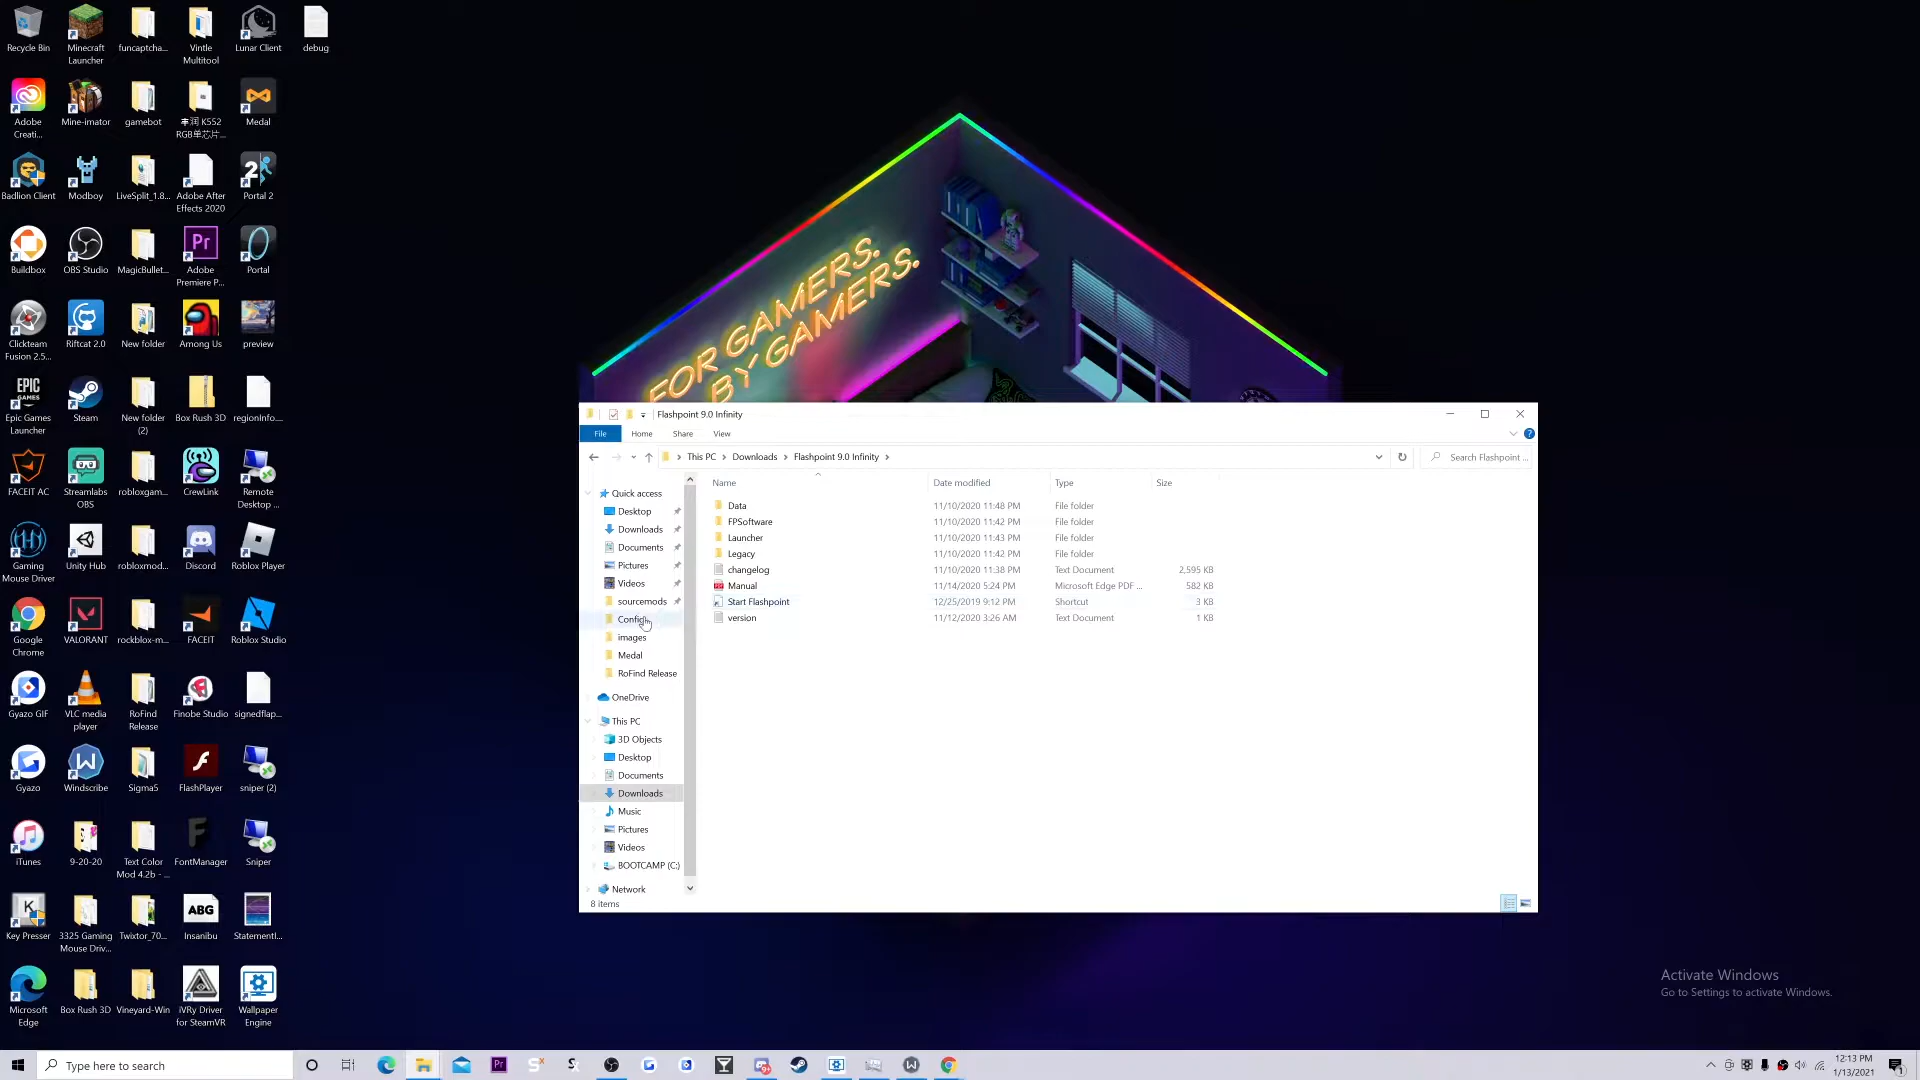 Recycle Bin
Minecraft
Launcher
funcaptcha...
Vintle
Multitool
Lunar Client
debug
Adobe
Creati...
Mine-imator
gamebot
K552
RGB单芯片...
Medal
Badlion Client
Modboy
LiveSplit_1.8...
Adobe After
Effects 2020
Portal 2
Buildbox
OBS Studio
MagicBullet...
Adobe
Premiere P...
Portal
Clickteam
Fusion 2.5...
Riftcat 2.0
New folder
Among Us
preview
Epic Games
Launcher
Steam
New folder
(2)
Box Rush 3D
regionInfo....
FACEIT AC
Streamlabs
OBS
robloxgam...
CrewLink
Remote
Desktop ...
Gaming
Mouse Driver
Unity Hub
robloxmod...
Discord
Roblox Player
Google
Chrome
VALORANT
rockblox-m...
FACEIT
Roblox Studio
Gyazo GIF
VLC media
player
RoFind
Release
Finobe Studio
signedflap...
Gyazo
Windscribe
Sigma5
FlashPlayer
sniper (2)
iTunes
9-20-20
Text Color
Mod 4.2b - ...
FontManager
Sniper
Key Presser
3325 Gaming
Mouse Driv...
Twixtor_70...
ABG
Insanibu
StatementI...
Microsoft
Edge
Box Rush 3D
Vineyard-Win
iVRy Driver
for SteamVR
Wallpaper
Engine
FOR GAMERS.
BY GAMERS.
Flashpoint 9.0 Infinity
File Home Share View
This PC Downloads Flashpoint 9.0 Infinity
Search Flashpoint ...
Quick access
Desktop
Downloads
Documents
Pictures
Videos
sourcemods
Config
images
Medal
RoFind Release
OneDrive
This PC
3D Objects
Desktop
Documents
Downloads
Music
Pictures
Videos
BOOTCAMP (C:)
Network
Name Date modified Type Size
Data 11/10/2020 11:48 PM File folder
FPSoftware 11/10/2020 11:42 PM File folder
Launcher 11/10/2020 11:43 PM File folder
Legacy 11/10/2020 11:42 PM File folder
changelog 11/10/2020 11:38 PM Text Document 2,595 KB
Manual 11/14/2020 5:24 PM Microsoft Edge PDF ... 582 KB
Start Flashpoint 12/25/2019 9:12 PM Shortcut 3 KB
version 11/12/2020 3:26 AM Text Document 1 KB
8 items
Activate Windows
Go to Settings to activate Windows.
Type here to search
12:13 PM
1/13/2021